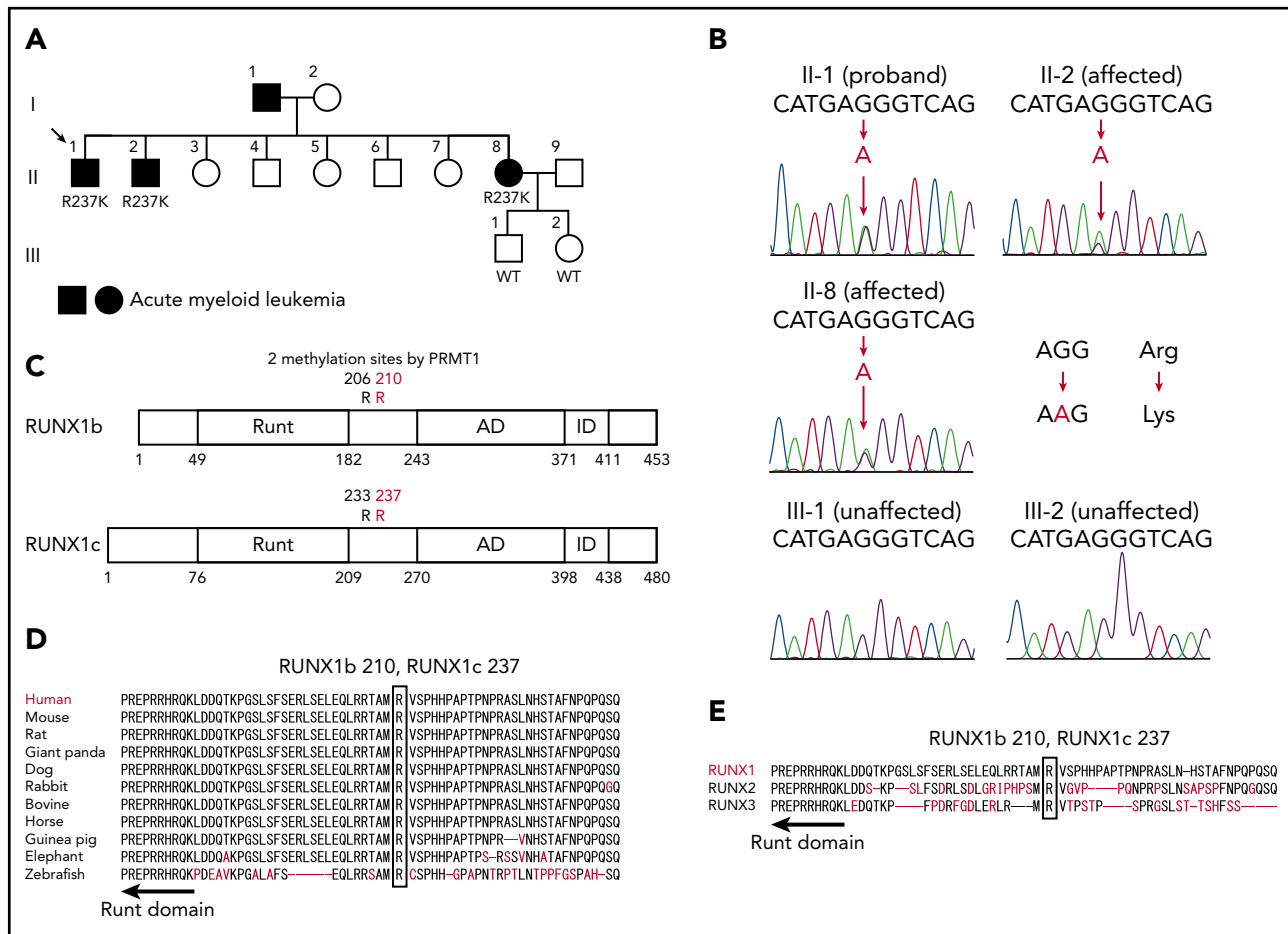 A
1 2
I
1 2 3 4 5 6 7 8 9
II
R237K R237K R237K
1 2
III
WT WT
Acute myeloid leukemia
B
II-1 (proband) II-2 (affected)
CATGAGGGTCAG CATGAGGGTCAG
A A
II-8 (affected)
CATGAGGGTCAG
A
AGG Arg
AAG Lys
III-1 (unaffected) III-2 (unaffected)
CATGAGGGTCAG CATGAGGGTCAG
C
2 methylation sites by PRMT1
206 210
R R
RUNX1b Runt AD ID
1 49 182 243 371 411 453
233 237
R R
RUNX1c Runt AD ID
1 76 209 270 398 438 480
D
RUNX1b 210, RUNX1c 237
Human PREPRRHRQKLDDQTKPGSLSFSERLSELEQLRRTAM R VSPHHPAPTPNPRASLNHSTAFNPQPQSQ
Mouse PREPRRHRQKLDDQTKPGSLSFSERLSELEQLRRTAM R VSPHHPAPTPNPRASLNHSTAFNPQPQSQ
Rat PREPRRHRQKLDDQTKPGSLSFSERLSELEQLRRTAM R VSPHHPAPTPNPRASLNHSTAFNPQPQSQ
Giant panda PREPRRHRQKLDDQTKPGSLSFSERLSELEQLRRTAM R VSPHHPAPTPNPRASLNHSTAFNPQPQSQ
Dog PREPRRHRQKLDDQTKPGSLSFSERLSELEQLRRTAM R VSPHHPAPTPNPRASLNHSTAFNPQPQSQ
Rabbit PREPRRHRQKLDDQTKPGSLSFSERLSELEQLRRTAM R VSPHHPAPTPNPRASLNHSTAFNPQPQGQ
Bovine PREPRRHRQKLDDQTKPGSLSFSERLSELEQLRRTAM R VSPHHPAPTPNPRASLNHSTAFNPQPQSQ
Horse PREPRRHRQKLDDQTKPGSLSFSERLSELEQLRRTAM R VSPHHPAPTPNPRASLNHSTAFNPQPQSQ
Guinea pig PREPRRHRQKLDDQTKPGSLSFSERLSELEQLRRTAM R VSPHHPAPTPNPR--VNHSTAFNPQPQSQ
Elephant PREPRRHRQKLDDQAKPGSLSFSERLSELEQLRRTAM R VSPHHPAPTPS-RSSVNHATAFNPQPQSQ
Zebrafish PREPRRHRQKPDEAVKPGALAFS------EQLRRSAM R CSPHH-GPAPNTRPTLNTPPFGSPAH-SQ
Runt domain
E
RUNX1b 210, RUNX1c 237
RUNX1 PREPRRHRQKLDDQTKPGSLSFSERLSELEQLRRTAM R VSPHHPAPTPNPRASLN-HSTAFNPQPQSQ
RUNX2 PREPRRHRQKLDDS-KP--SLFSDRLSDLGRIPHPSM R VGVP----PQNPRPSLNSAPSPFNPQGQSQ
RUNX3 PREPRRHRQKLEDQTKP----FPDRFGDLERLR---M R VTPSTP----SPRGSLST-TSHFSS-----
Runt domain